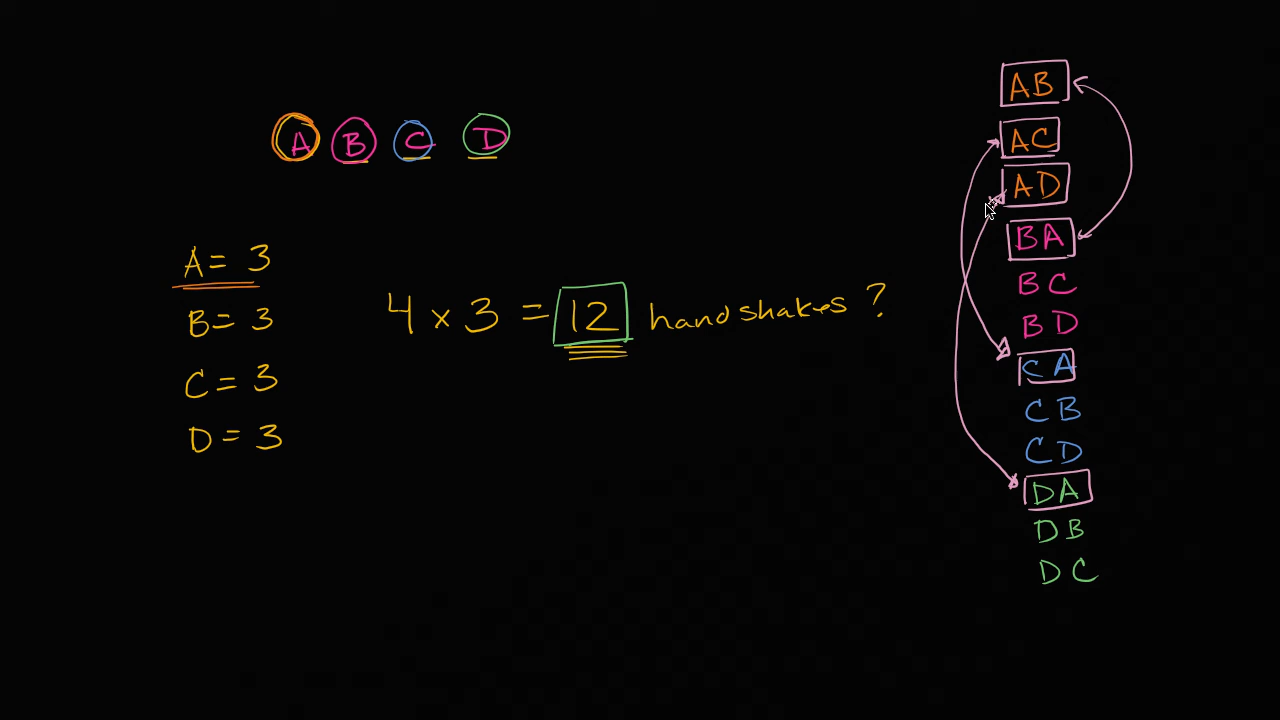 A B C D
A = 3
B = 3
C = 3
D = 3
4 x 3 = 12 handshakes ?
AB
AC
AD
BA
BC
BD
CA
CB
CD
DA
DB
DC